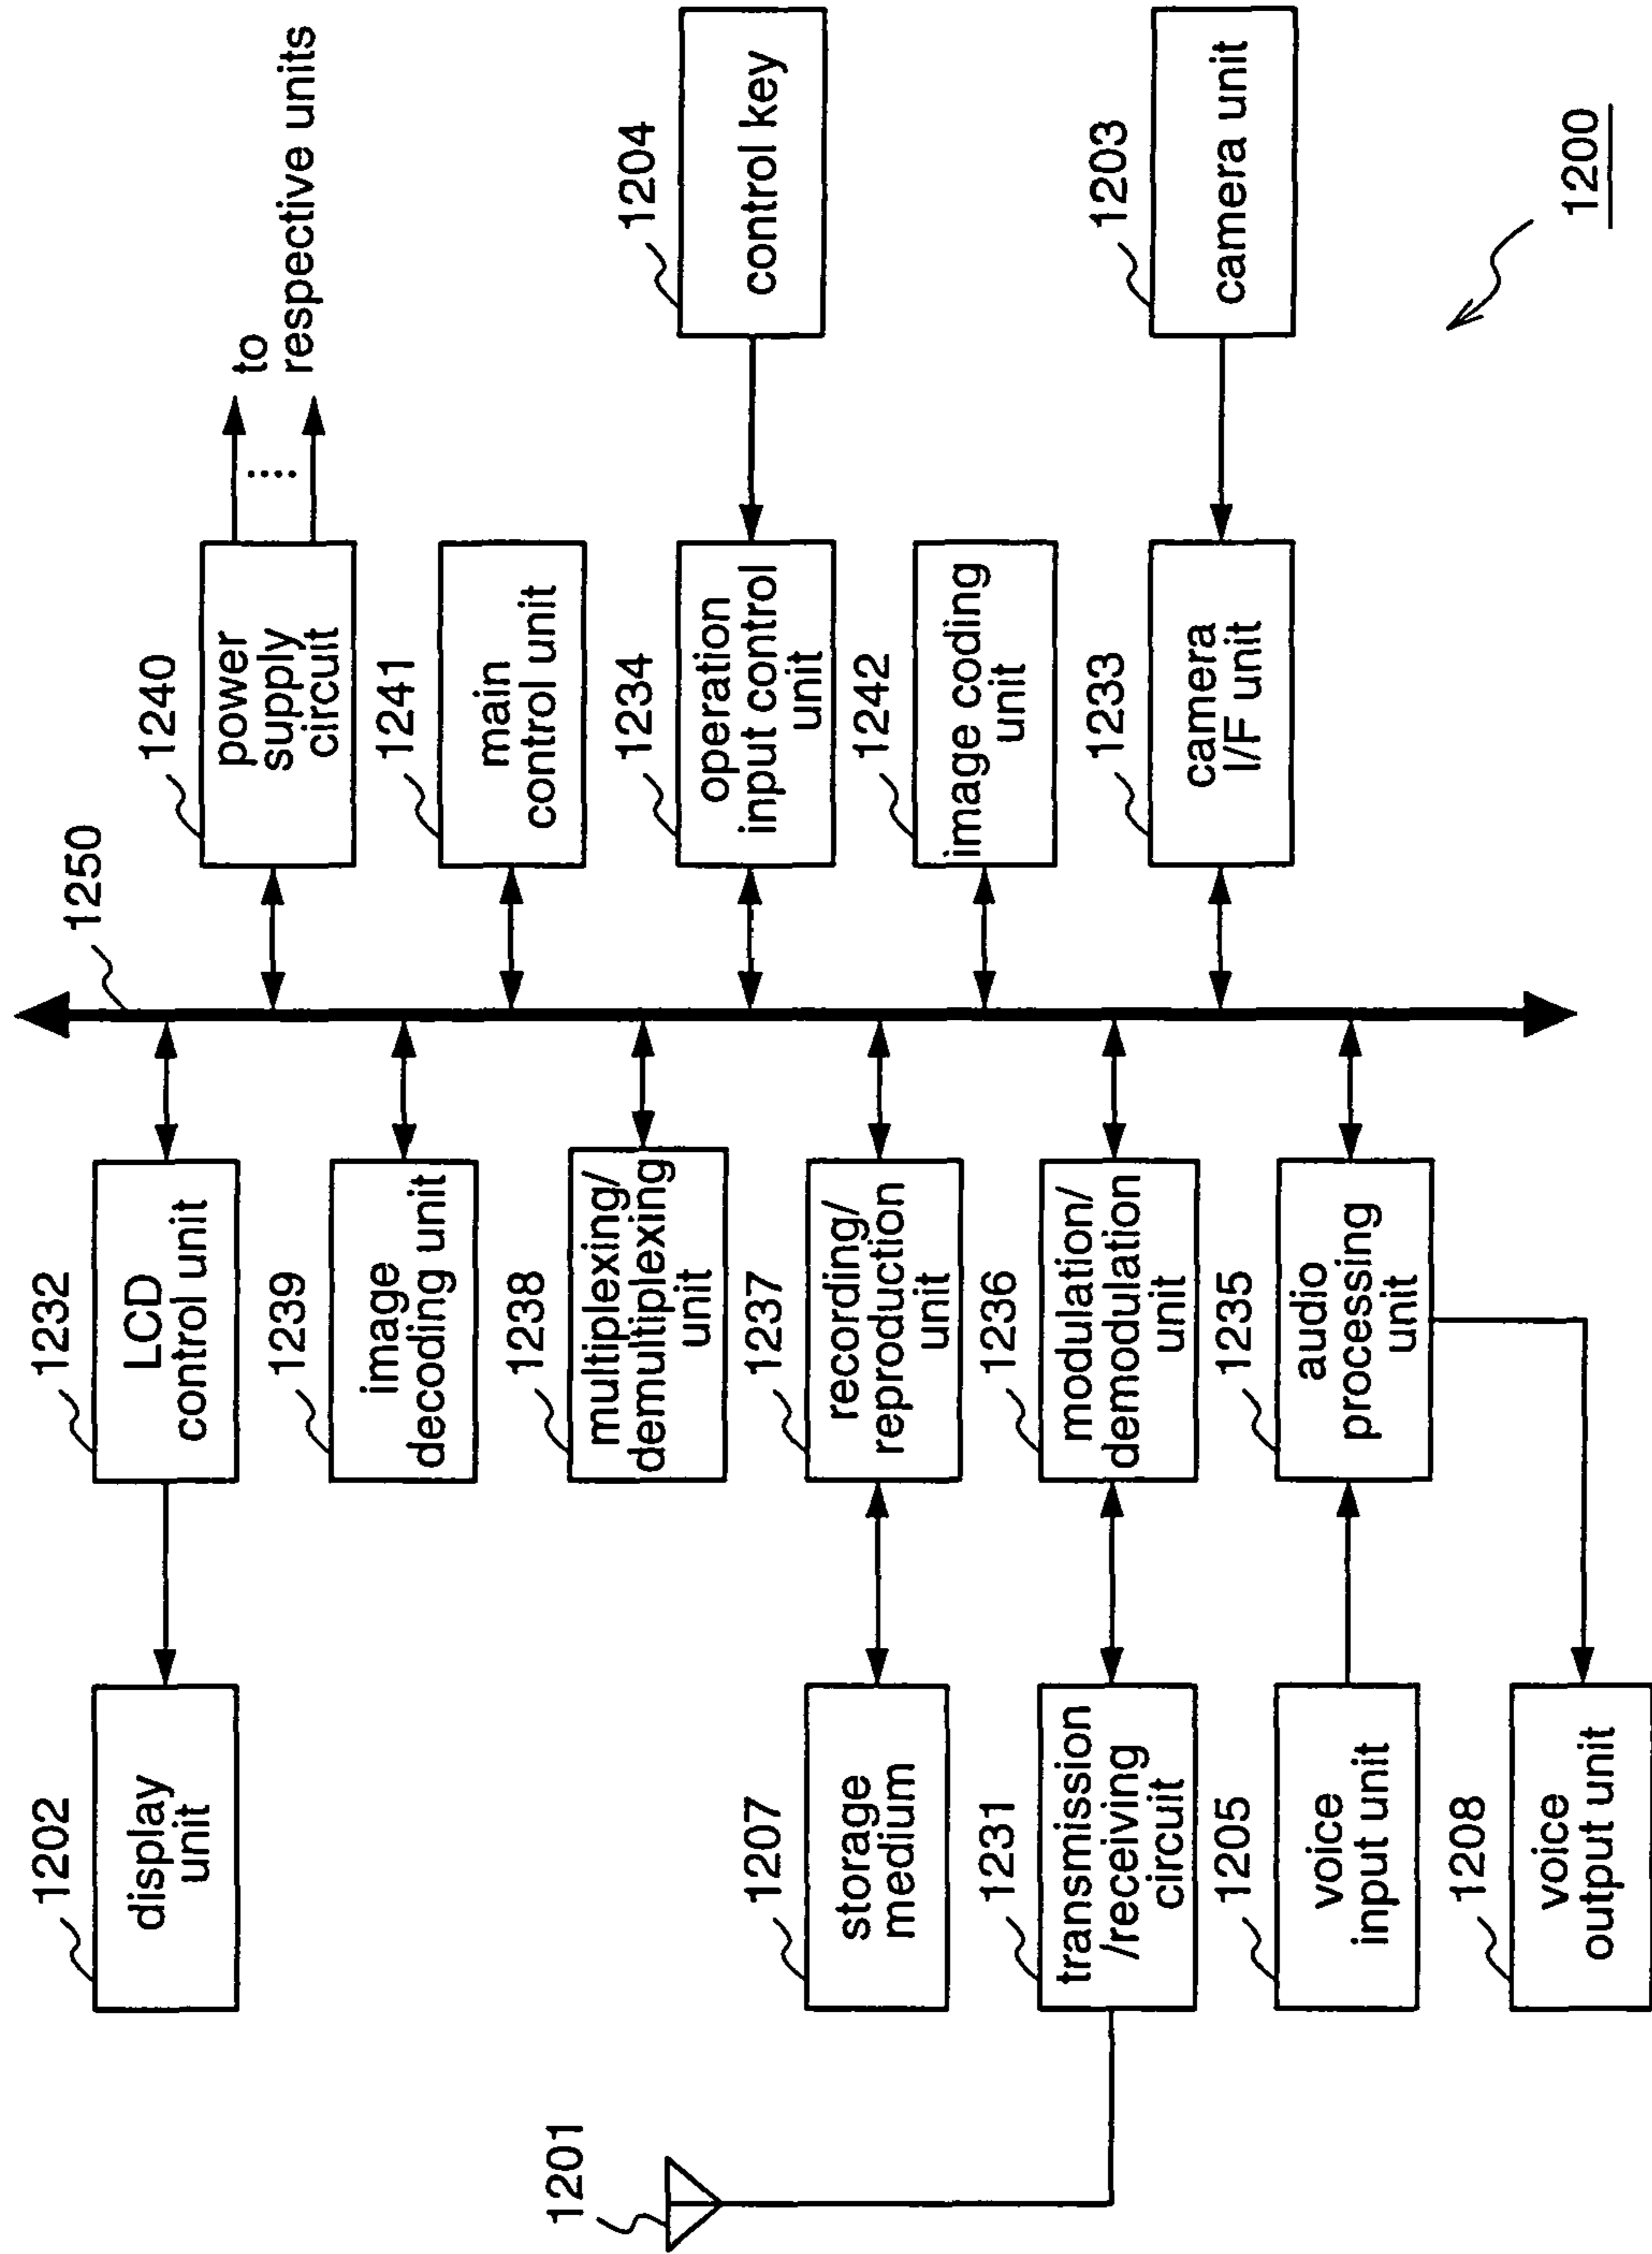 1250
1202
display
unit
1232
LCD
control unit
1240
power
supply
circuit
to
respective units
1239
image
decoding unit
1241
main
control unit
1238
multiplexing/
demultiplexing
unit
1234
operation
input control
unit
1204
control key
1207
storage
medium
1237
recording/
reproduction
unit
1242
image coding
unit
1201
1231
transmission
/receiving
circuit
1236
modulation/
demodulation
unit
1233
camera
I/F unit
1203
camera unit
1205
voice
input unit
1235
audio
processing
unit
1208
voice
output unit
1200